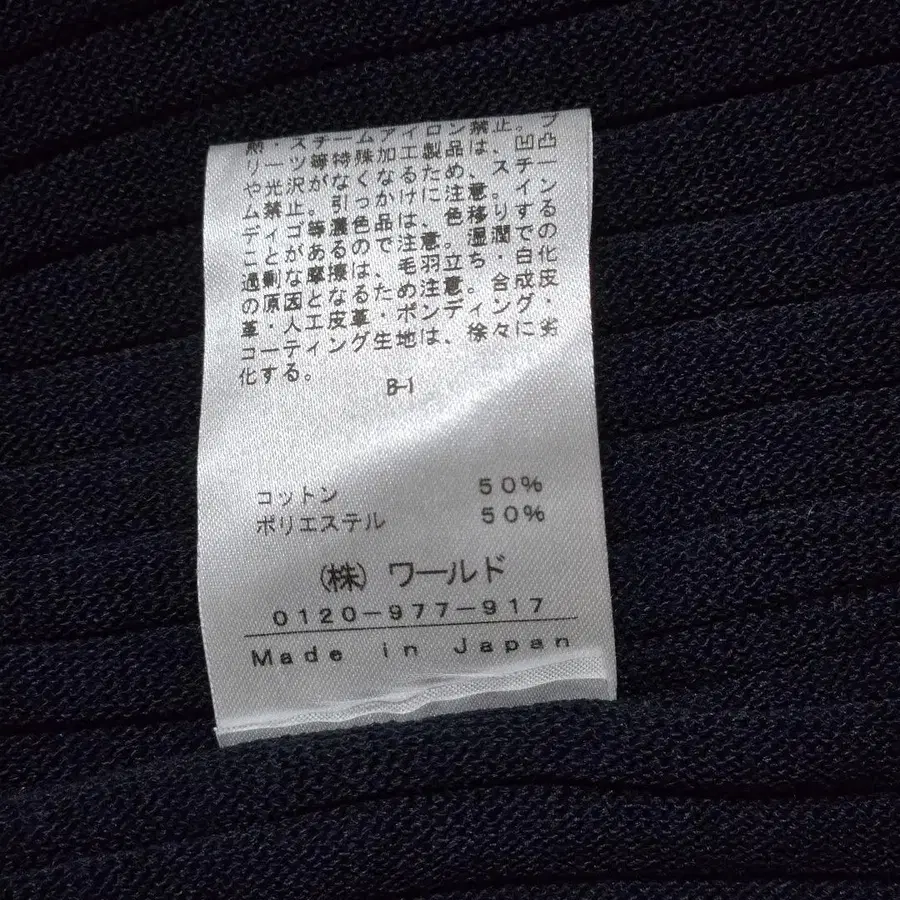 熱・スチームアイロン禁止。プ
リーツ等特殊加工製品は、凹凸
や光沢がなくなるため、スチー
ム禁止。引っかけに注意。イン
ディゴ等濃色品は、色移りする
ことがあるので注意。湿潤での
過剰な摩擦は、毛羽立ち・白化
の原因となるため注意。合成皮
革・人工皮革・ボンディング・
コーティング生地は、徐々に劣
化する。
B-1
コットン 50%
ポリエステル 50%
(株) ワールド
0120-977-917
Made in Japan